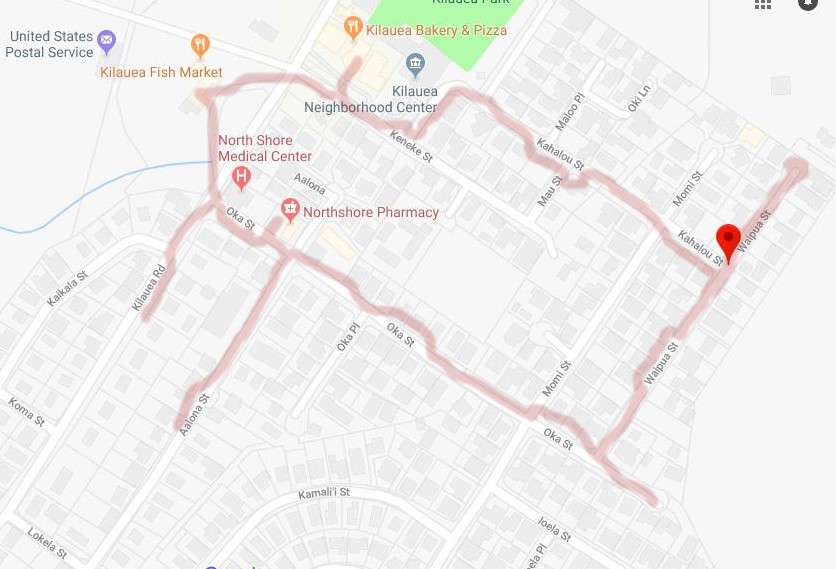 Kilauea Park
United States
Postal Service
Kilauea Bakery & Pizza
Kilauea Fish Market
Kilauea
Neighborhood Center
Maloo Pl
Oki Ln
Keneke St
Kahalou St
North Shore
Medical Center
Aalona
Mau St
Momi St
Northshore Pharmacy
Oka St
Kahalou St
Waipua St
Kaikala St
Kilauea Rd
Oka Pl
Oka St
Momi St
Waipua St
Koma St
Aalona St
Oka St
Kamali'i St
Lokela St
Ioela St